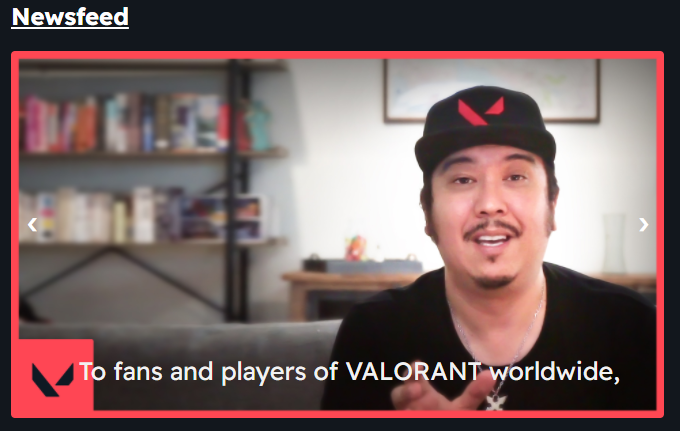 Newsfeed
‹
›
To fans and players of VALORANT worldwide,